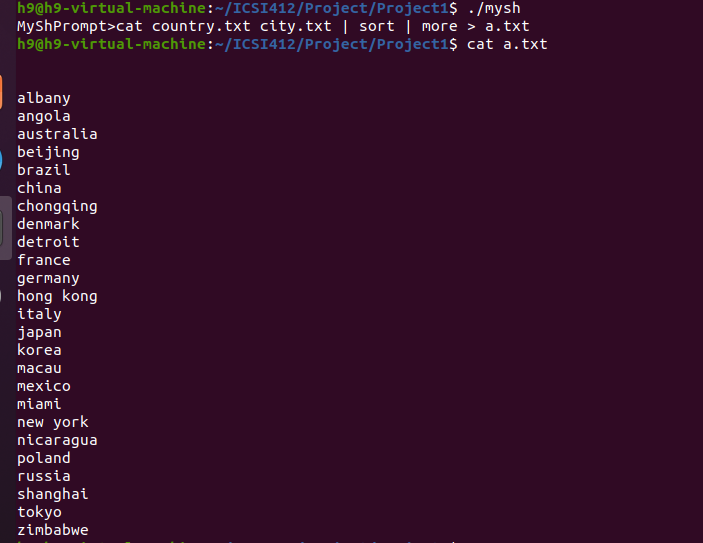 h9@h9-virtual-machine:~/ICSI412/Project/Project1$ ./mysh
MyShPrompt>cat country.txt city.txt | sort | more > a.txt
h9@h9-virtual-machine:~/ICSI412/Project/Project1$ cat a.txt
albany
angola
australia
beijing
brazil
china
chongqing
denmark
detroit
france
germany
hong kong
italy
japan
korea
macau
mexico
miami
new york
nicaragua
poland
russia
shanghai
tokyo
zimbabwe